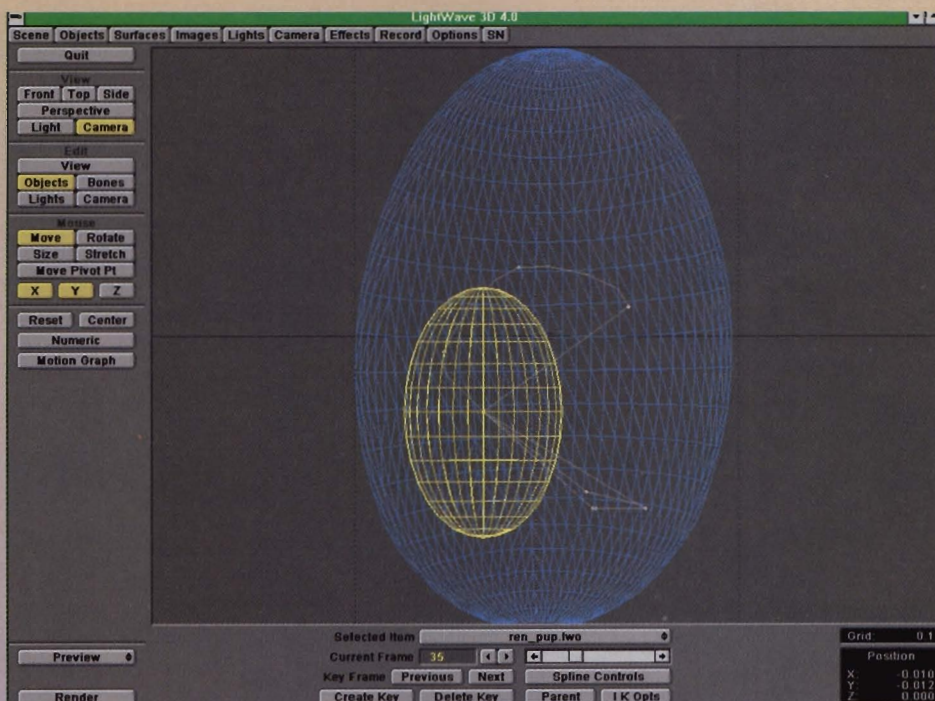 LightWave 3D 4.0
Scene Objects Surfaces Images Lights Camera Effects Record Options SN
Quit
View
Front Top Side
Perspective
Light Camera
Edit
View
Objects Bones
Lights Camera
Mouse
Move Rotate
Size Stretch
Move Pivot Pt
X Y Z
Reset Center
Numeric
Motion Graph
Preview
Render
Selected Item ren_pup.lwo
Current Frame 35
Key Frame Previous Next Spline Controls
Create Key Delete Key Parent I K Opts
Grid: 0.1
Position
X: -0.010
Y: -0.012
Z: 0.000